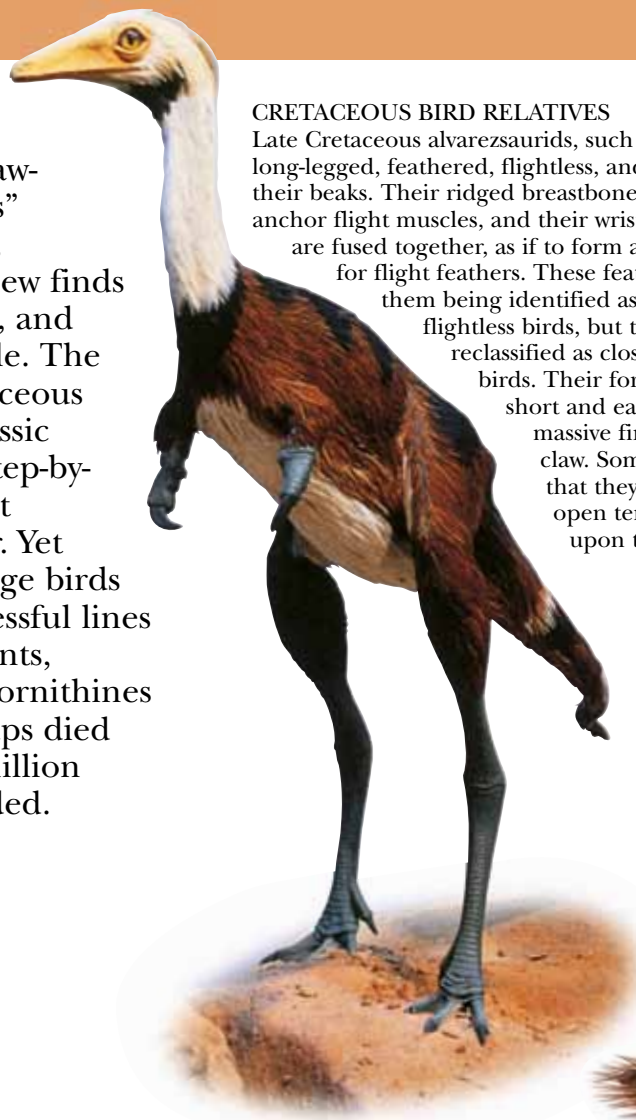 aw-
s”
ew finds
, and
le. The
ceous
ssic
tep-by-
t
. Yet
ge birds
essful lines
nts,
ornithines
ps died
illion
ded.
CRETACEOUS BIRD RELATIVES
Late Cretaceous alvarezsaurids, such
long-legged, feathered, flightless, and
their beaks. Their ridged breastbone
anchor flight muscles, and their wris
are fused together, as if to form a
for flight feathers. These feat
them being identified as
flightless birds, but t
reclassified as clos
birds. Their for
short and ea
massive fin
claw. Som
that they
open ter
upon t